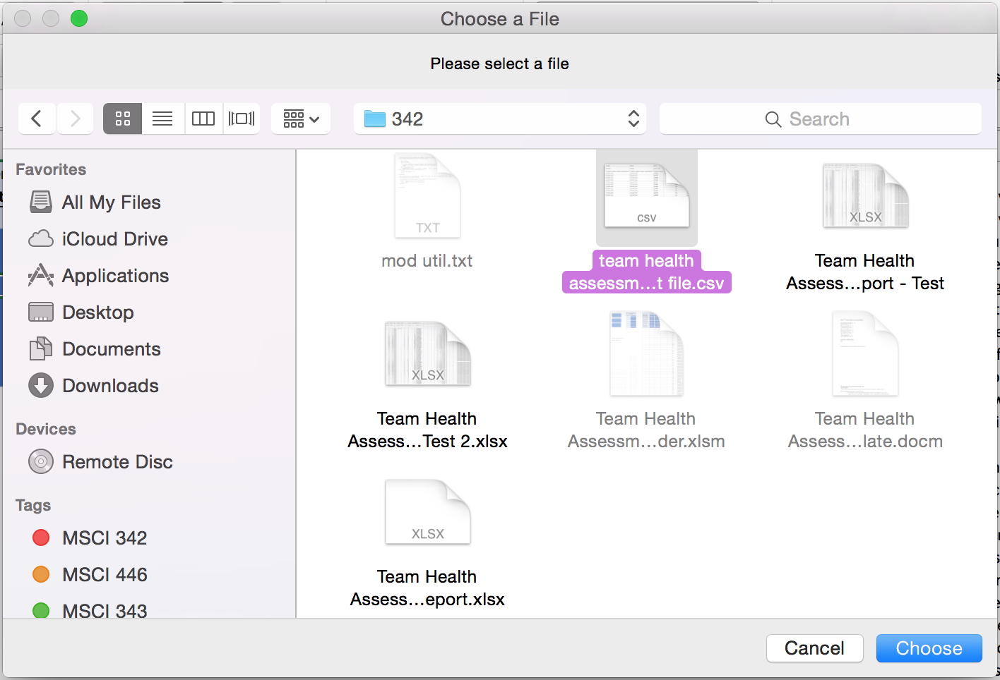 Choose a File
Please select a file
342
Search
Favorites
All My Files
iCloud Drive
Applications
Desktop
Documents
Downloads
Devices
Remote Disc
Tags
MSCI 342
MSCI 446
MSCI 343
TXT
mod util.txt
CSV
team health
assessm...t file.csv
XLSX
Team Health
Assess...port - Test
XLSX
Team Health
Assess...Test 2.xlsx
Team Health
Assessm...der.xlsm
Team Health
Assess...late.docm
XLSX
Team Health
Assess...eport.xlsx
Cancel
Choose